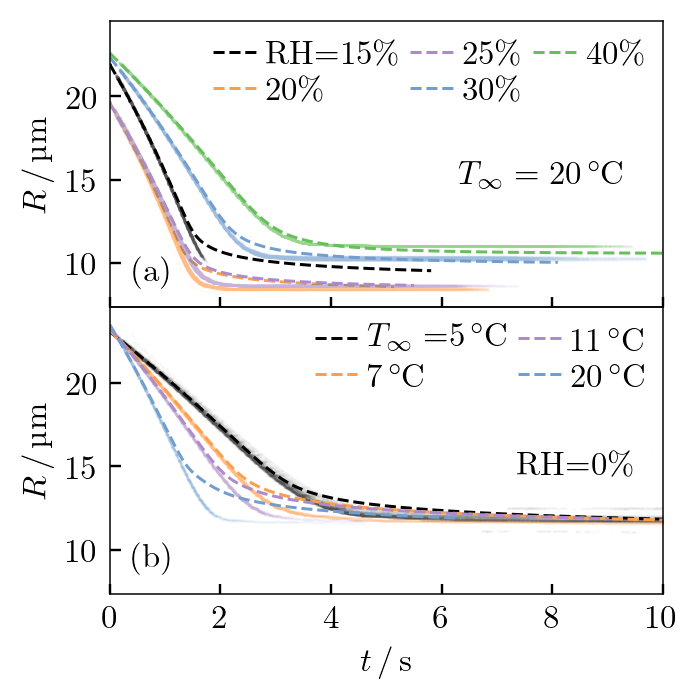 RH=15% 25% 40%
20% 30%
20
15
10
R / μm
T∞ = 20 °C
(a)
T∞ =5 °C 11 °C
7 °C 20 °C
20
15
10
R / μm
RH=0%
(b)
0 2 4 6 8 10
t / s